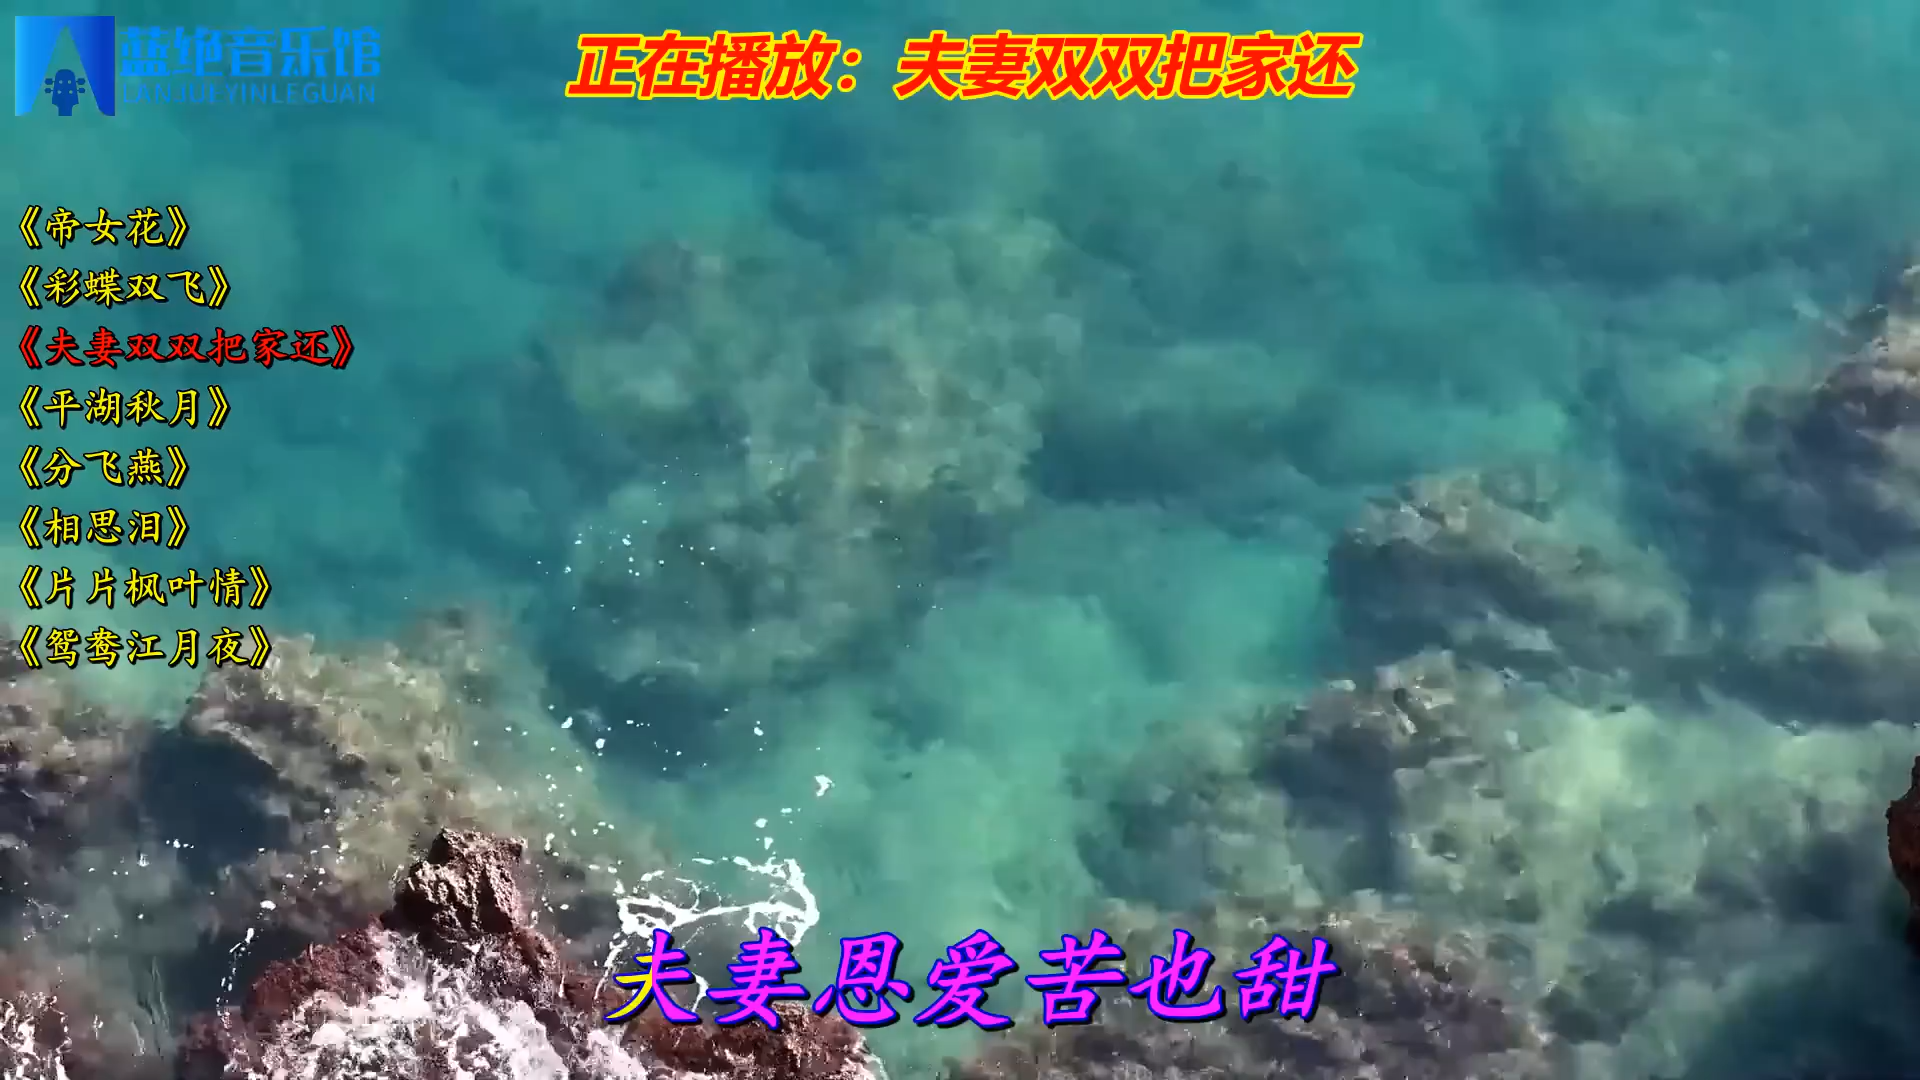 蓝绝音乐馆
LANJUEYINLEGUAN
正在播放：夫妻双双把家还
《帝女花》
《彩蝶双飞》
《夫妻双双把家还》
《平湖秋月》
《分飞燕》
《相思泪》
《片片枫叶情》
《鸳鸯江月夜》
夫妻恩爱苦也甜